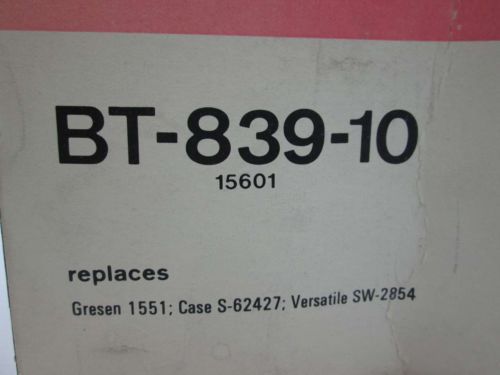 BT-839-10
15601
replaces
Gresen 1551; Case S-62427; Versatile SW-2854